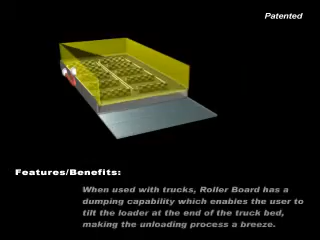 Patented
Features/Benefits:
When used with trucks, Roller Board has a
dumping capability which enables the user to
tilt the loader at the end of the truck bed,
making the unloading process a breeze.